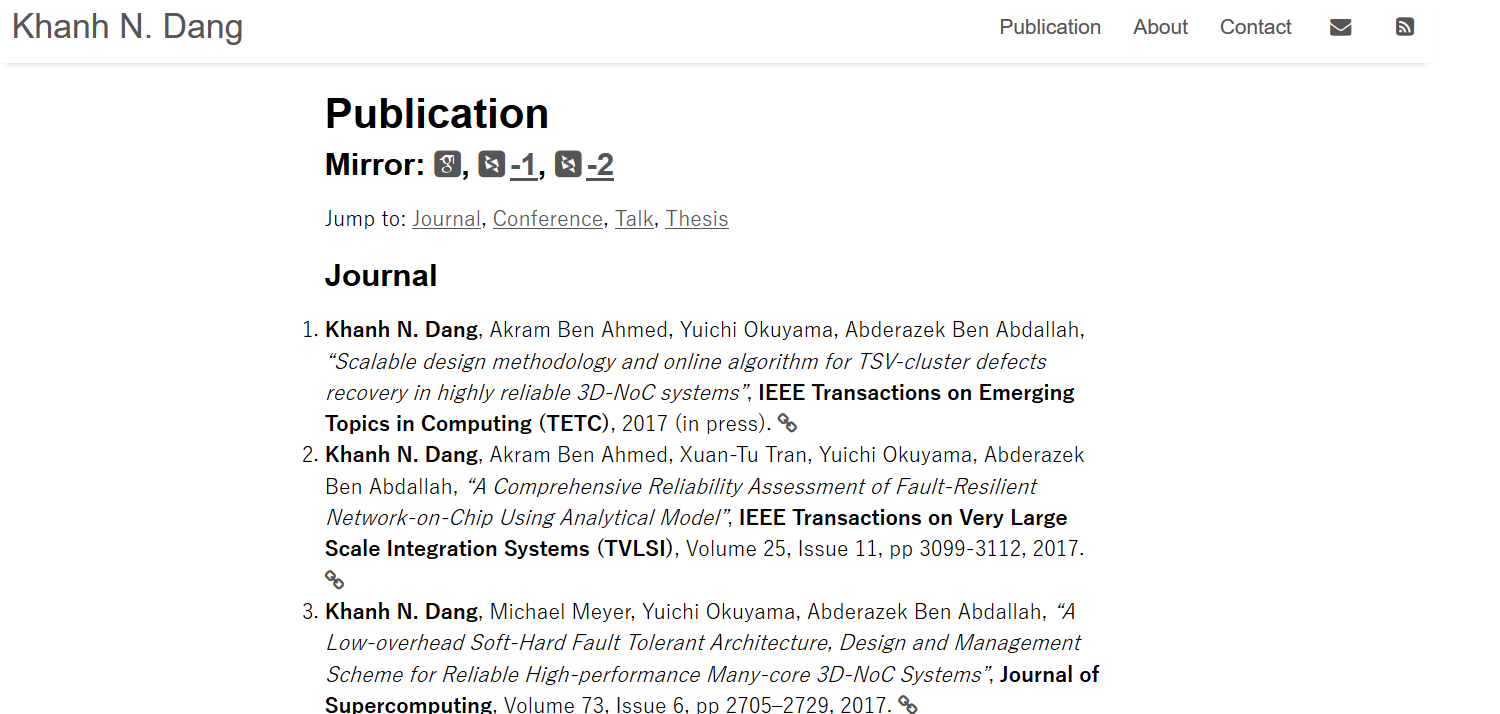 Khanh N. Dang
Publication About Contact
Publication
Mirror: , -1, -2
Jump to: Journal, Conference, Talk, Thesis
Journal
1. Khanh N. Dang, Akram Ben Ahmed, Yuichi Okuyama, Abderazek Ben Abdallah,
“Scalable design methodology and online algorithm for TSV-cluster defects
recovery in highly reliable 3D-NoC systems”, IEEE Transactions on Emerging
Topics in Computing (TETC), 2017 (in press).
2. Khanh N. Dang, Akram Ben Ahmed, Xuan-Tu Tran, Yuichi Okuyama, Abderazek
Ben Abdallah, “A Comprehensive Reliability Assessment of Fault-Resilient
Network-on-Chip Using Analytical Model”, IEEE Transactions on Very Large
Scale Integration Systems (TVLSI), Volume 25, Issue 11, pp 3099-3112, 2017.
3. Khanh N. Dang, Michael Meyer, Yuichi Okuyama, Abderazek Ben Abdallah, “A
Low-overhead Soft-Hard Fault Tolerant Architecture, Design and Management
Scheme for Reliable High-performance Many-core 3D-NoC Systems”, Journal of
Supercomputing, Volume 73, Issue 6, pp 2705–2729, 2017.